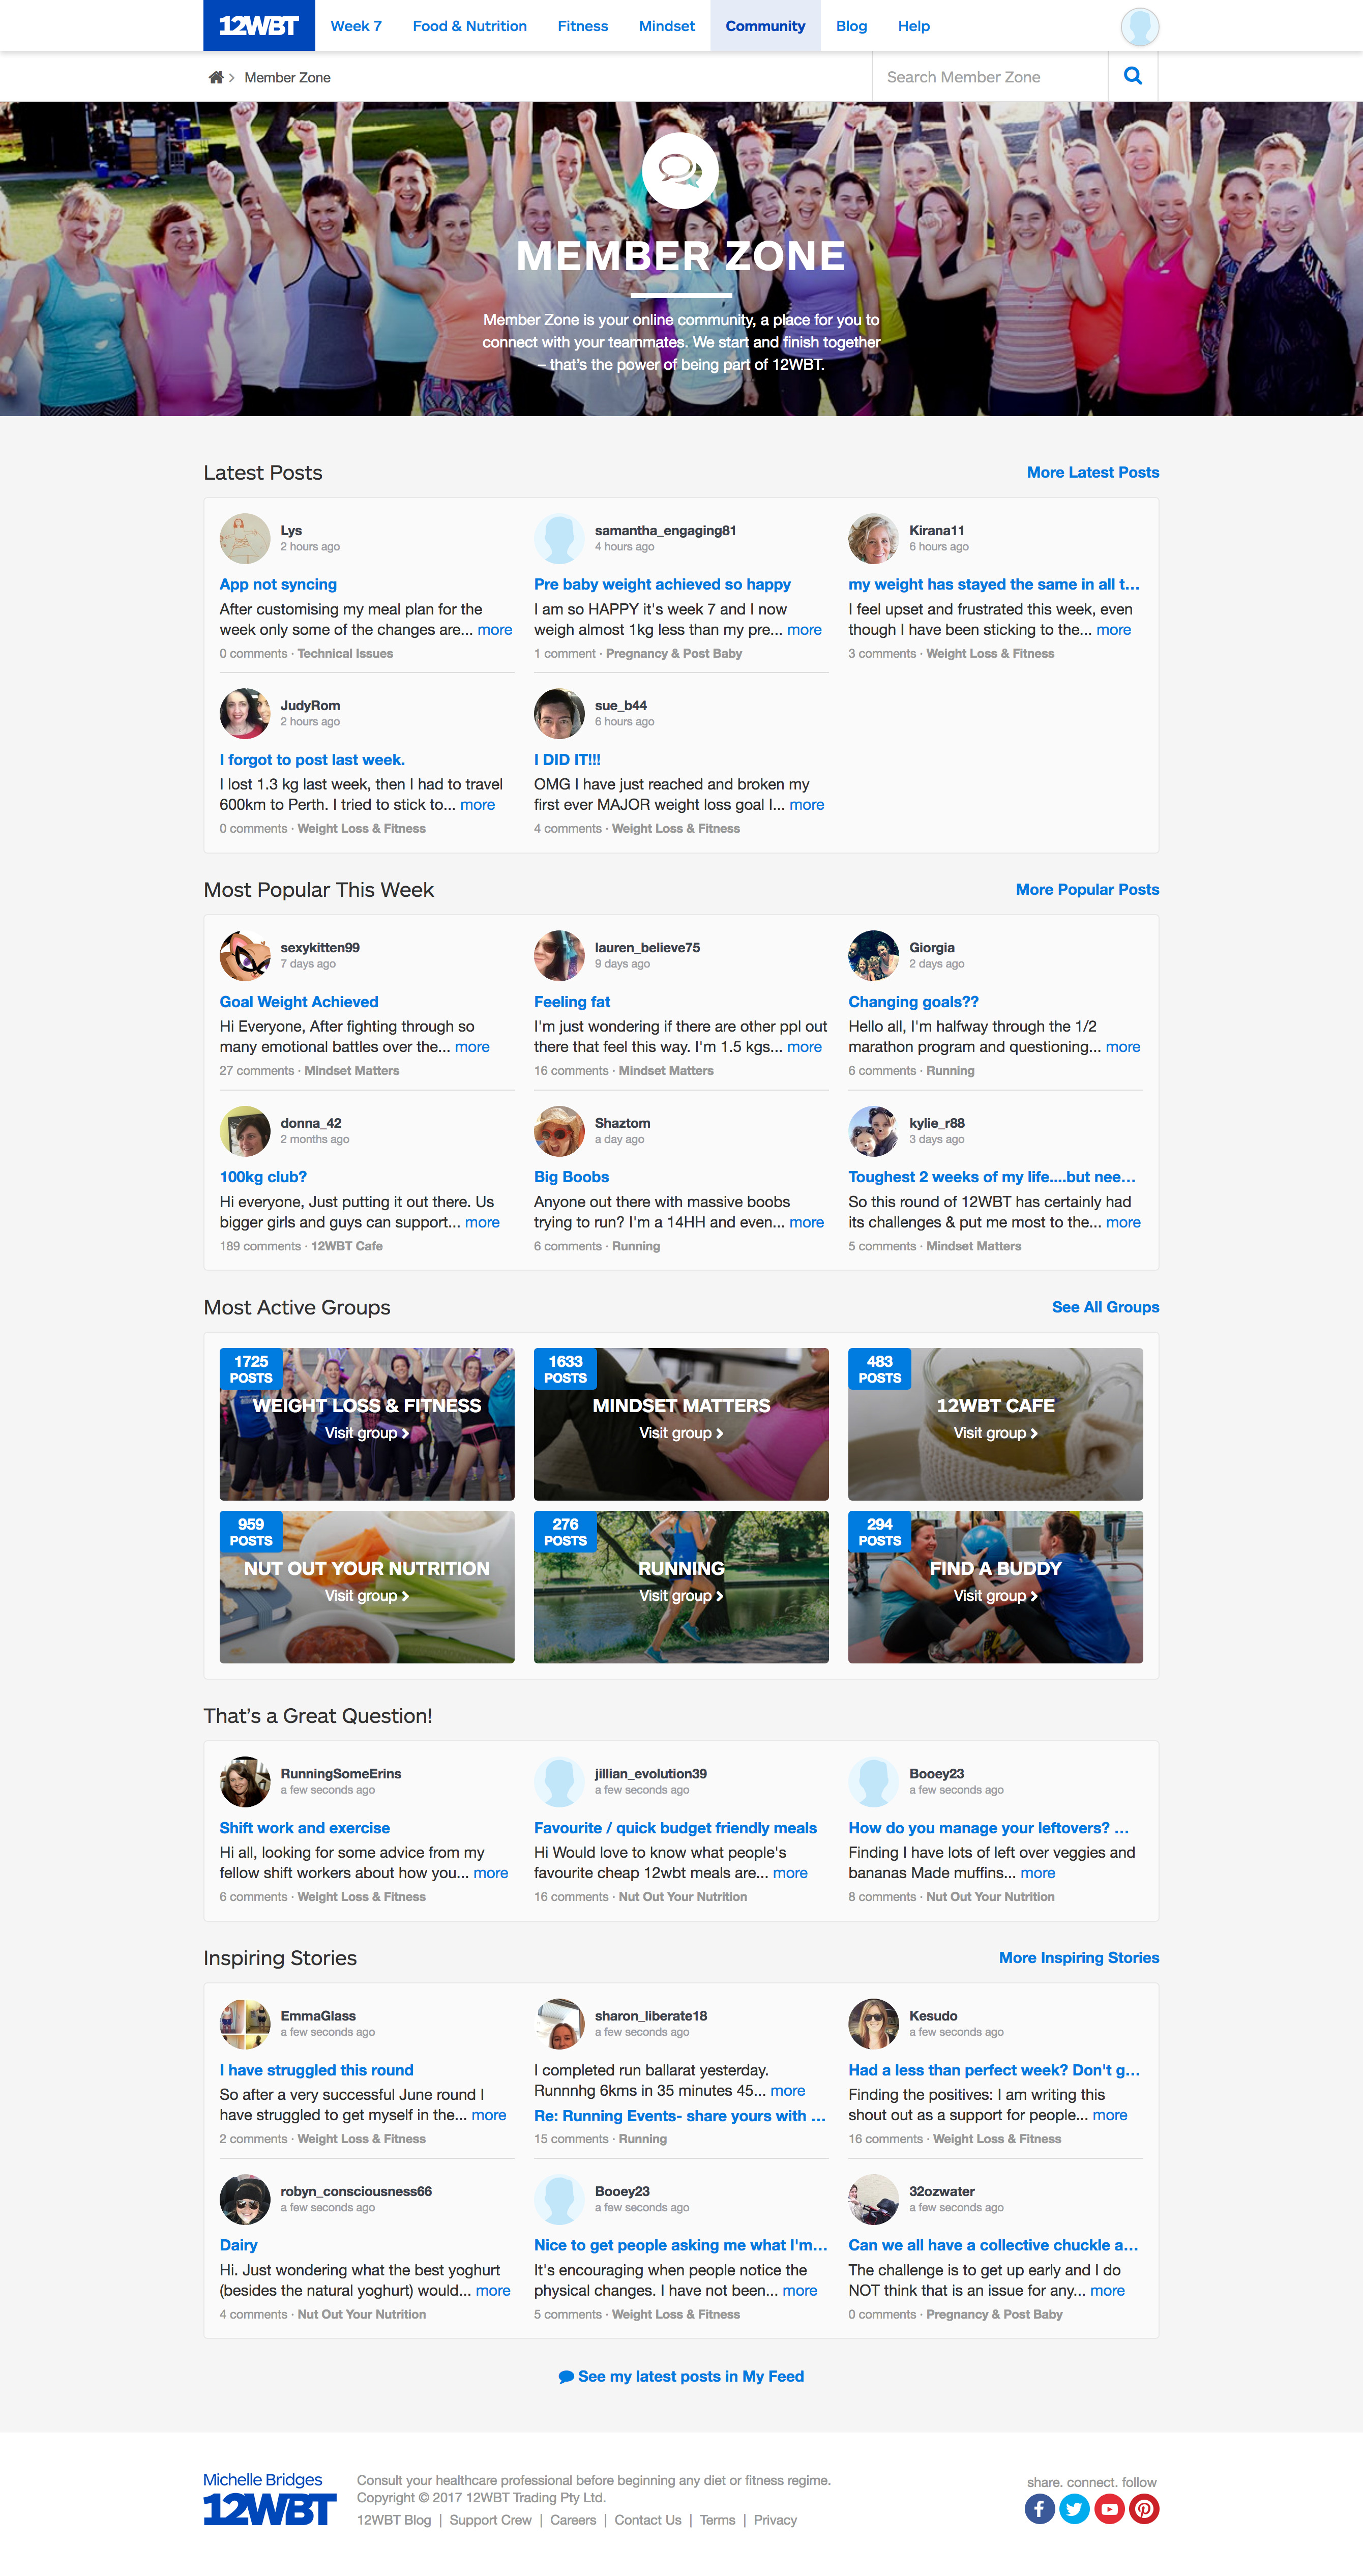 12WBT Week 7 Food & Nutrition Fitness Mindset Community Blog Help
Member Zone
Search Member Zone
MEMBER ZONE
Member Zone is your online community, a place for you to
connect with your teammates. We start and finish together
– that's the power of being part of 12WBT.
Latest Posts
More Latest Posts
Lys
2 hours ago
App not syncing
After customising my meal plan for the
week only some of the changes are... more
0 comments · Technical Issues
samantha_engaging81
4 hours ago
Pre baby weight achieved so happy
I am so HAPPY it's week 7 and I now
weigh almost 1kg less than my pre... more
1 comment · Pregnancy & Post Baby
Kirana11
6 hours ago
my weight has stayed the same in all t...
I feel upset and frustrated this week, even
though I have been sticking to the... more
3 comments · Weight Loss & Fitness
JudyRom
2 hours ago
I forgot to post last week.
I lost 1.3 kg last week, then I had to travel
600km to Perth. I tried to stick to... more
0 comments · Weight Loss & Fitness
sue_b44
6 hours ago
I DID IT!!!
OMG I have just reached and broken my
first ever MAJOR weight loss goal I... more
4 comments · Weight Loss & Fitness
Most Popular This Week
More Popular Posts
sexykitten99
7 days ago
Goal Weight Achieved
Hi Everyone, After fighting through so
many emotional battles over the... more
27 comments · Mindset Matters
lauren_believe75
9 days ago
Feeling fat
I'm just wondering if there are other ppl out
there that feel this way. I'm 1.5 kgs... more
16 comments · Mindset Matters
Giorgia
2 days ago
Changing goals??
Hello all, I'm halfway through the 1/2
marathon program and questioning... more
6 comments · Running
donna_42
2 months ago
100kg club?
Hi everyone, Just putting it out there. Us
bigger girls and guys can support... more
189 comments · 12WBT Cafe
Shaztom
a day ago
Big Boobs
Anyone out there with massive boobs
trying to run? I'm a 14HH and even... more
6 comments · Running
kylie_r88
3 days ago
Toughest 2 weeks of my life....but nee...
So this round of 12WBT has certainly had
its challenges & put me most to the... more
5 comments · Mindset Matters
Most Active Groups
See All Groups
1725
POSTS
WEIGHT LOSS & FITNESS
Visit group
1633
POSTS
MINDSET MATTERS
Visit group
483
POSTS
12WBT CAFE
Visit group
959
POSTS
NUT OUT YOUR NUTRITION
Visit group
276
POSTS
RUNNING
Visit group
294
POSTS
FIND A BUDDY
Visit group
That's a Great Question!
RunningSomeErins
a few seconds ago
Shift work and exercise
Hi all, looking for some advice from my
fellow shift workers about how you... more
6 comments · Weight Loss & Fitness
jillian_evolution39
a few seconds ago
Favourite / quick budget friendly meals
Hi Would love to know what people's
favourite cheap 12wbt meals are... more
16 comments · Nut Out Your Nutrition
Booey23
a few seconds ago
How do you manage your leftovers? ...
Finding I have lots of left over veggies and
bananas Made muffins... more
8 comments · Nut Out Your Nutrition
Inspiring Stories
More Inspiring Stories
EmmaGlass
a few seconds ago
I have struggled this round
So after a very successful June round I
have struggled to get myself in the... more
2 comments · Weight Loss & Fitness
sharon_liberate18
a few seconds ago
I completed run ballarat yesterday.
Runnnhg 6kms in 35 minutes 45... more
Re: Running Events- share yours with ...
15 comments · Running
Kesudo
a few seconds ago
Had a less than perfect week? Don't g...
Finding the positives: I am writing this
shout out as a support for people... more
16 comments · Weight Loss & Fitness
robyn_consciousness66
a few seconds ago
Dairy
Hi. Just wondering what the best yoghurt
(besides the natural yoghurt) would... more
4 comments · Nut Out Your Nutrition
Booey23
a few seconds ago
Nice to get people asking me what I'm...
It's encouraging when people notice the
physical changes. I have not been... more
5 comments · Weight Loss & Fitness
32ozwater
a few seconds ago
Can we all have a collective chuckle a...
The challenge is to get up early and I do
NOT think that is an issue for any... more
0 comments · Pregnancy & Post Baby
See my latest posts in My Feed
Michelle Bridges
12WBT
Consult your healthcare professional before beginning any diet or fitness regime.
Copyright © 2017 12WBT Trading Pty Ltd.
12WBT Blog | Support Crew | Careers | Contact Us | Terms | Privacy
share. connect. follow